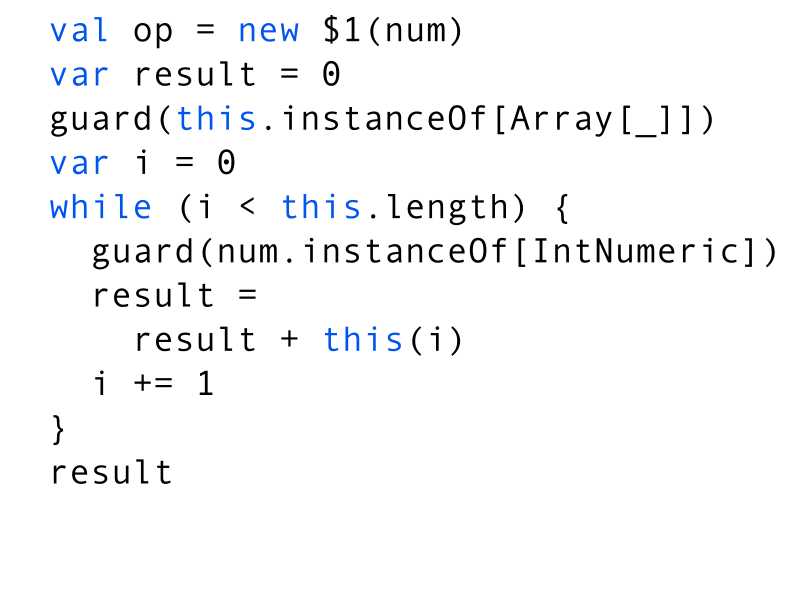 val op = new $1(num)
var result = 0
guard(this.instanceOf[Array[_]])
var i = 0
while (i < this.length) {
  guard(num.instanceOf[IntNumeric])
  result =
    result + this(i)
  i += 1
}
result